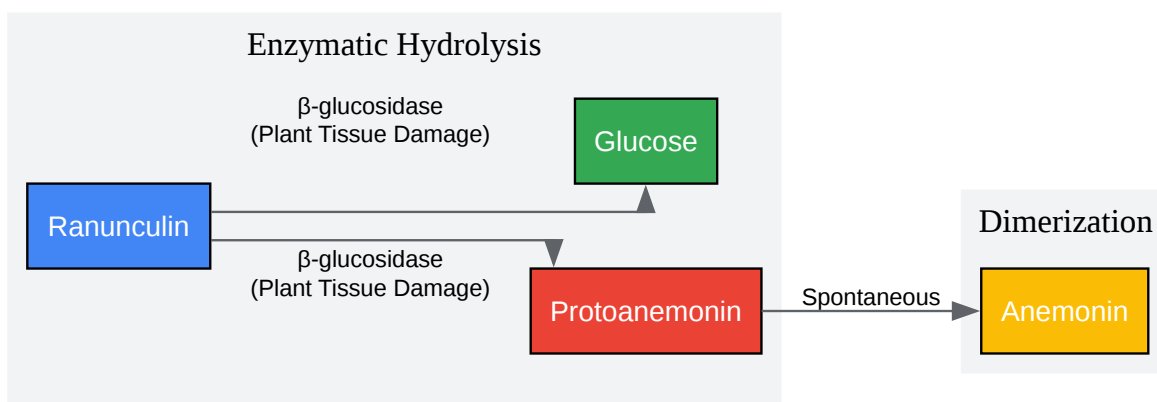 Enzymatic Hydrolysis
β-glucosidase
(Plant Tissue Damage)
Glucose
Ranunculin
β-glucosidase
(Plant Tissue Damage)
Protoanemonin
Spontaneous
Dimerization
Anemonin